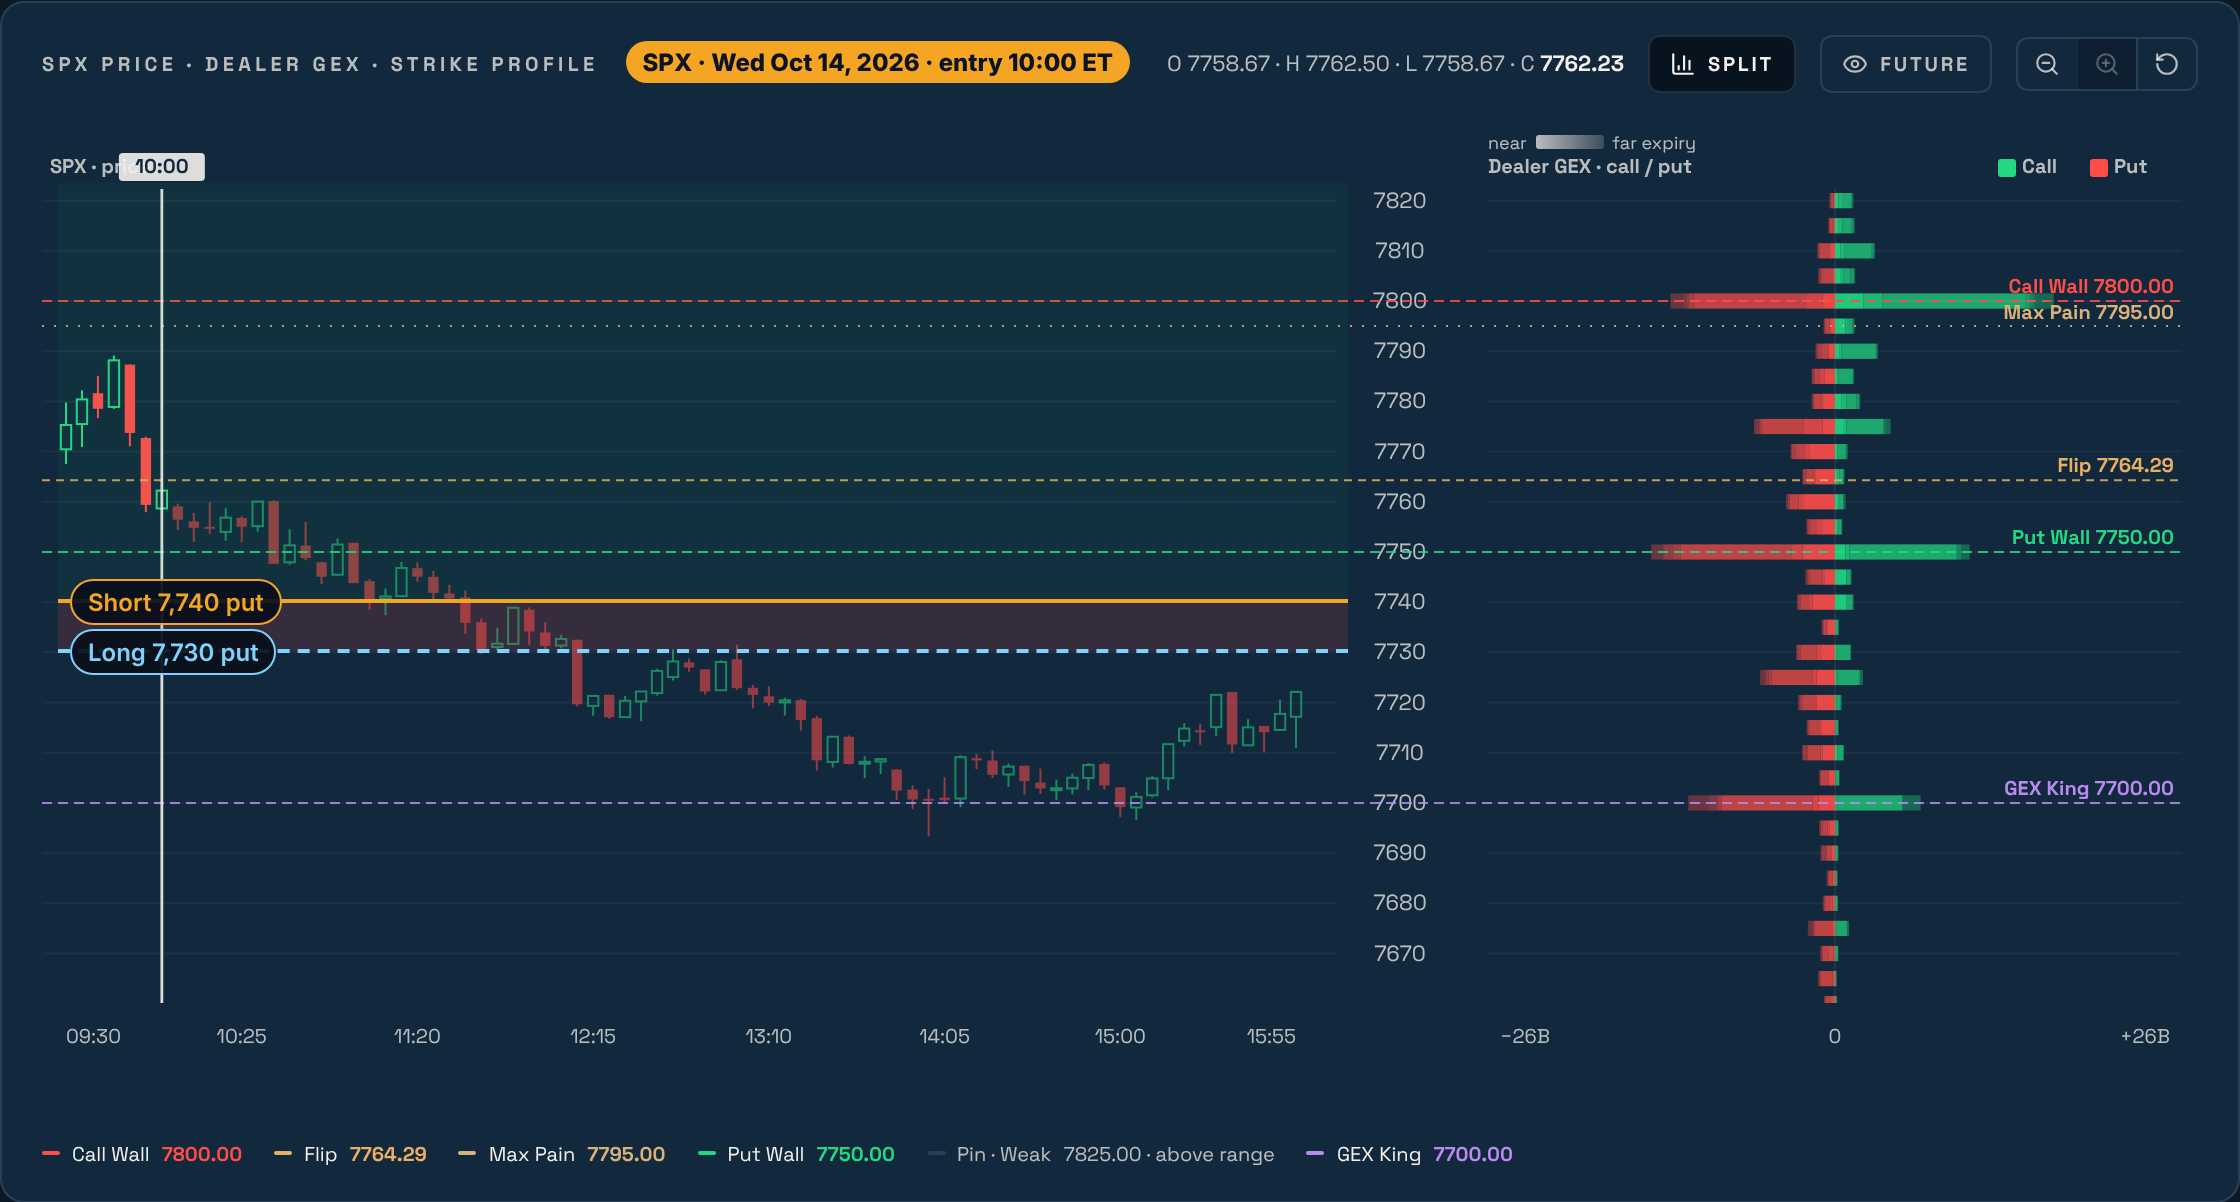 SPX PRICE · DEALER GEX · STRIKE PROFILE
SPX · Wed Oct 14, 2026 · entry 10:00 ET
O 7758.67 · H 7762.50 · L 7758.67 · C 7762.23
SPLIT
FUTURE
SPX ·
10:00
near
far expiry
Dealer GEX · call / put
Call
Put
7820
7810
7800
7790
7780
7770
7760
7750
7740
7730
7720
7710
7700
7690
7680
7670
Call Wall 7800.00
Max Pain 7795.00
Flip 7764.29
Put Wall 7750.00
GEX King 7700.00
Short 7,740 put
Long 7,730 put
09:30
10:25
11:20
12:15
13:10
14:05
15:00
15:55
-26B
0
+26B
Call Wall 7800.00
Flip 7764.29
Max Pain 7795.00
Put Wall 7750.00
Pin · Weak 7825.00 · above range
GEX King 7700.00